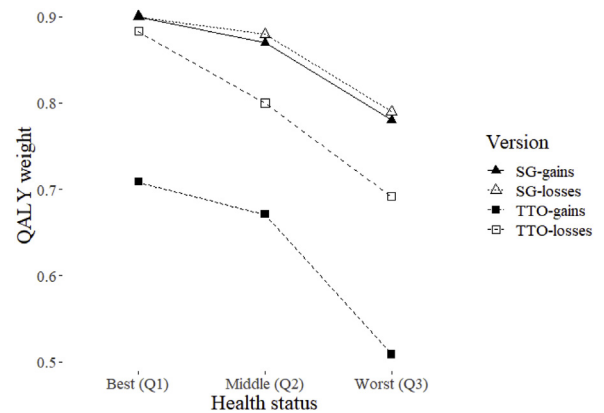 0.9
0.8
0.7
0.6
0.5
QALY weight
Best (Q1) Middle (Q2) Worst (Q3)
Health status
Version
SG-gains
SG-losses
TTO-gains
TTO-losses